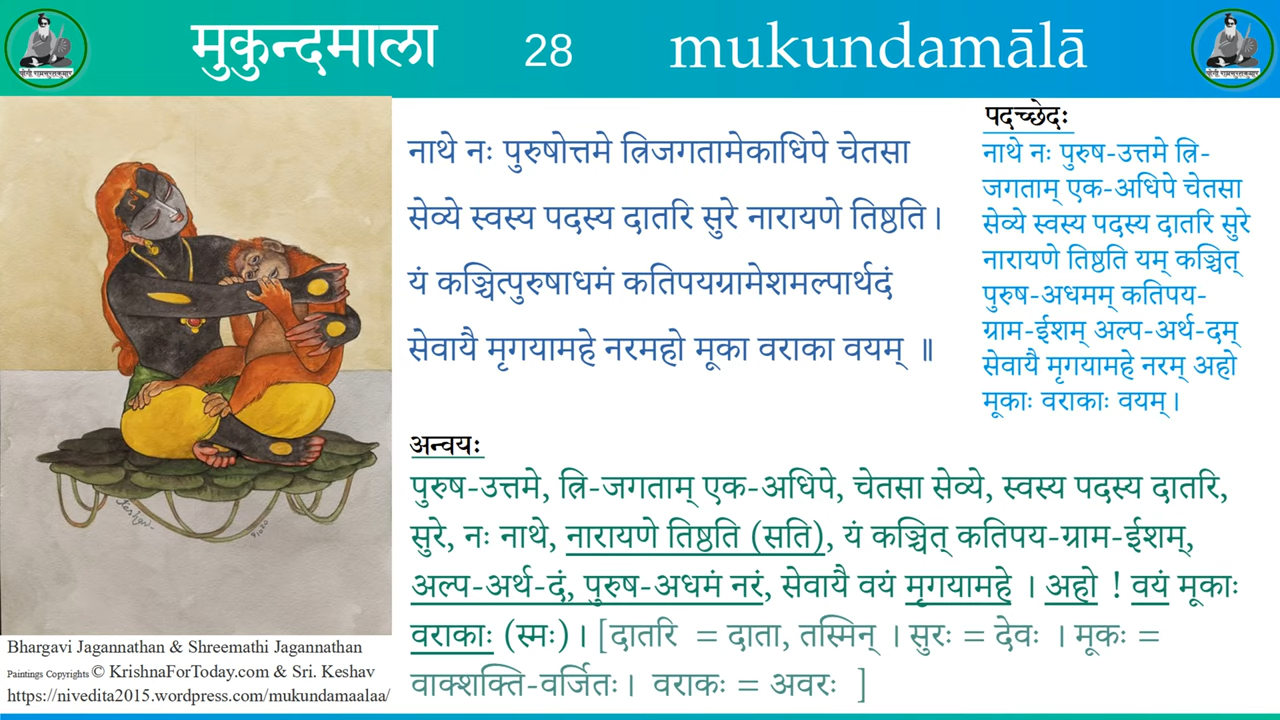 मुकुन्दमाला 28 mukundamālā
योगी रामसुरतकुमार
योगी रामसुरतकुमार
नाथे नः पुरुषोत्तमे त्रिजगतामेकाधिपे चेतसा
सेव्ये स्वस्य पदस्य दातरि सुरे नारायणे तिष्ठति।
यं कञ्चित्पुरुषाधमं कतिपयग्रामेशमल्पार्थदं
सेवायै मृगयामहे नरमहो मूका वराका वयम् ॥
पदच्छेदः
नाथे नः पुरुष-उत्तमे त्रि-
जगताम् एक-अधिपे चेतसा
सेव्ये स्वस्य पदस्य दातरि सुरे
नारायणे तिष्ठति यम् कञ्चित्
पुरुष-अधमम् कतिपय-
ग्राम-ईशम् अल्प-अर्थ-दम्
सेवायै मृगयामहे नरम् अहो
मूकाः वराकाः वयम्।
अन्वयः
पुरुष-उत्तमे, त्रि-जगताम् एक-अधिपे, चेतसा सेव्ये, स्वस्य पदस्य दातरि,
सुरे, नः नाथे, नारायणे तिष्ठति (सति), यं कञ्चित् कतिपय-ग्राम-ईशम्,
अल्प-अर्थ-दं, पुरुष-अधमं नरं, सेवायै वयं मृगयामहे । अहो ! वयं मूकाः
वराकाः (स्मः)। [दातरि = दाता, तस्मिन् । सुरः = देवः । मूकः =
वाक्शक्ति-वर्जितः। वराकः = अवरः ]
Keshav
Bhargavi Jagannathan & Shreemathi Jagannathan
Paintings Copyrights © KrishnaForToday.com & Sri. Keshav
https://nivedita2015.wordpress.com/mukundamaalaa/